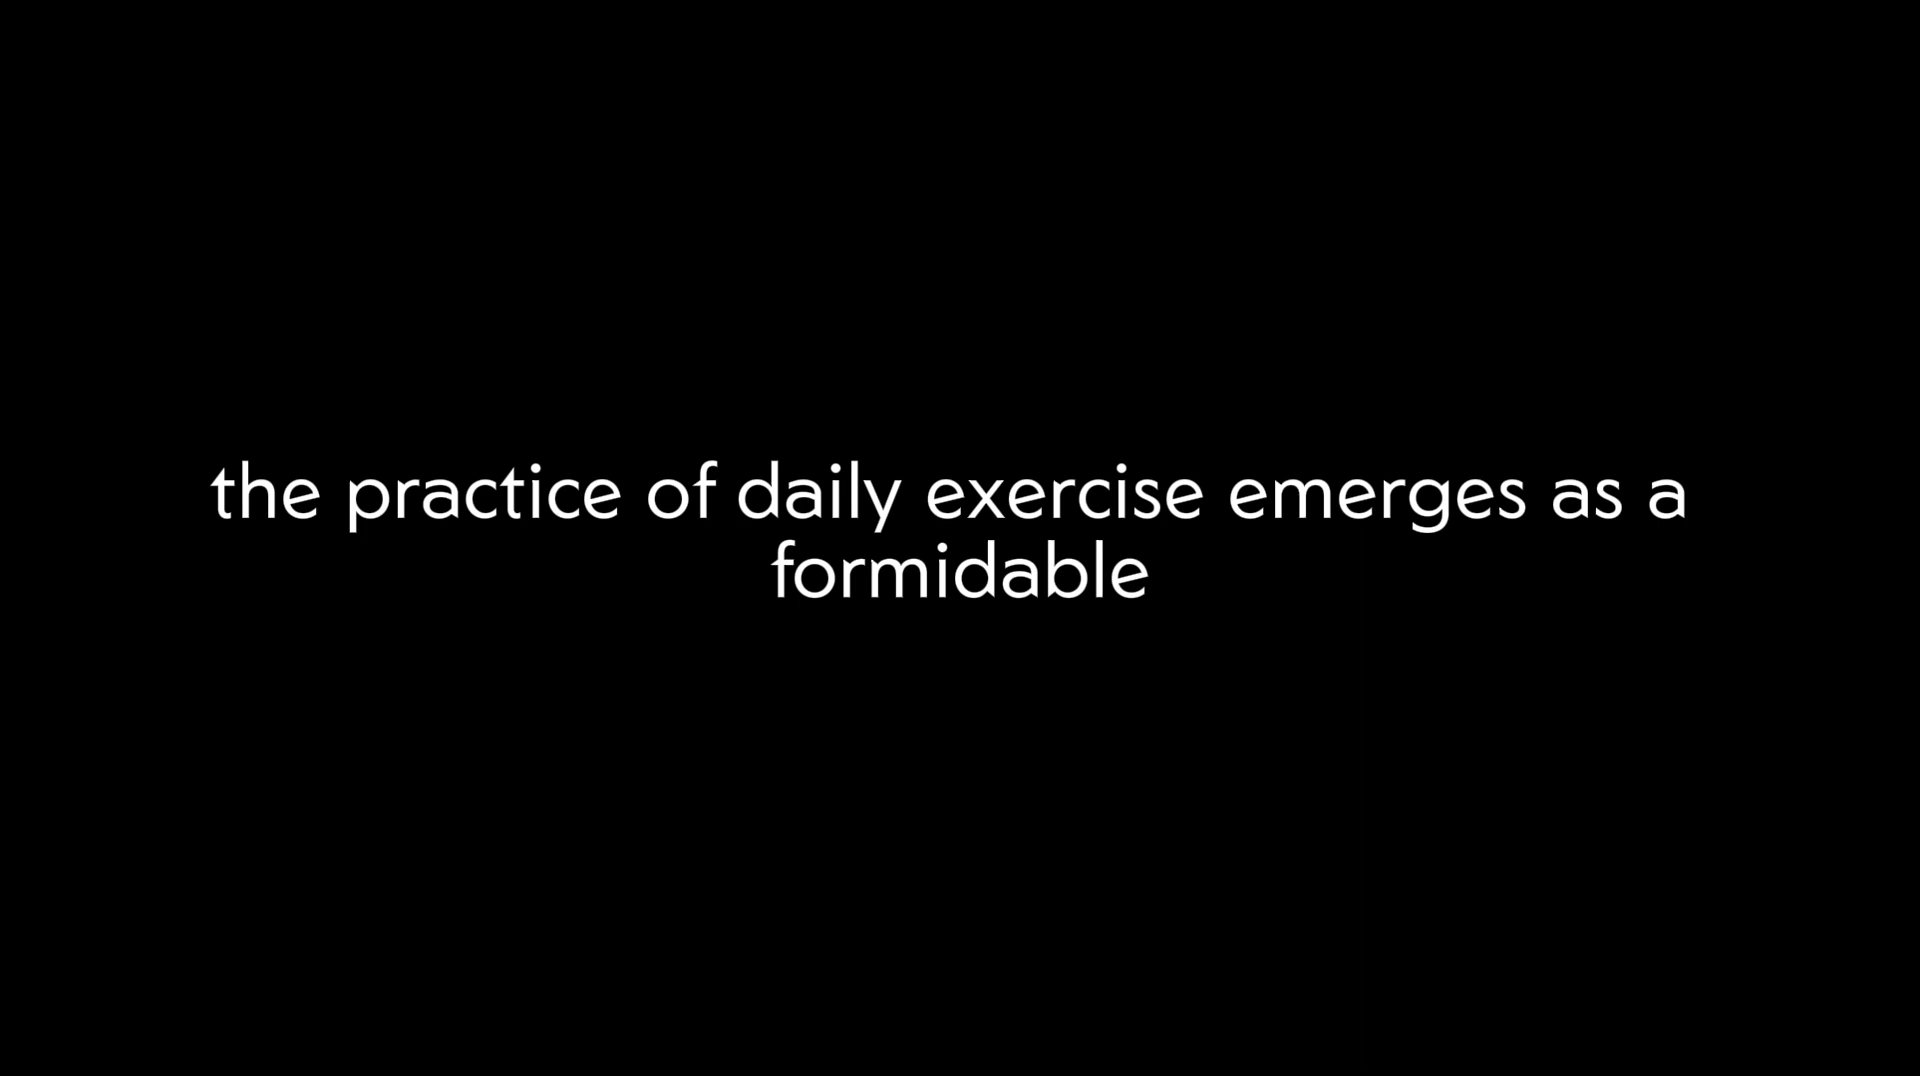 the practice of daily exercise emerges as a
formidable